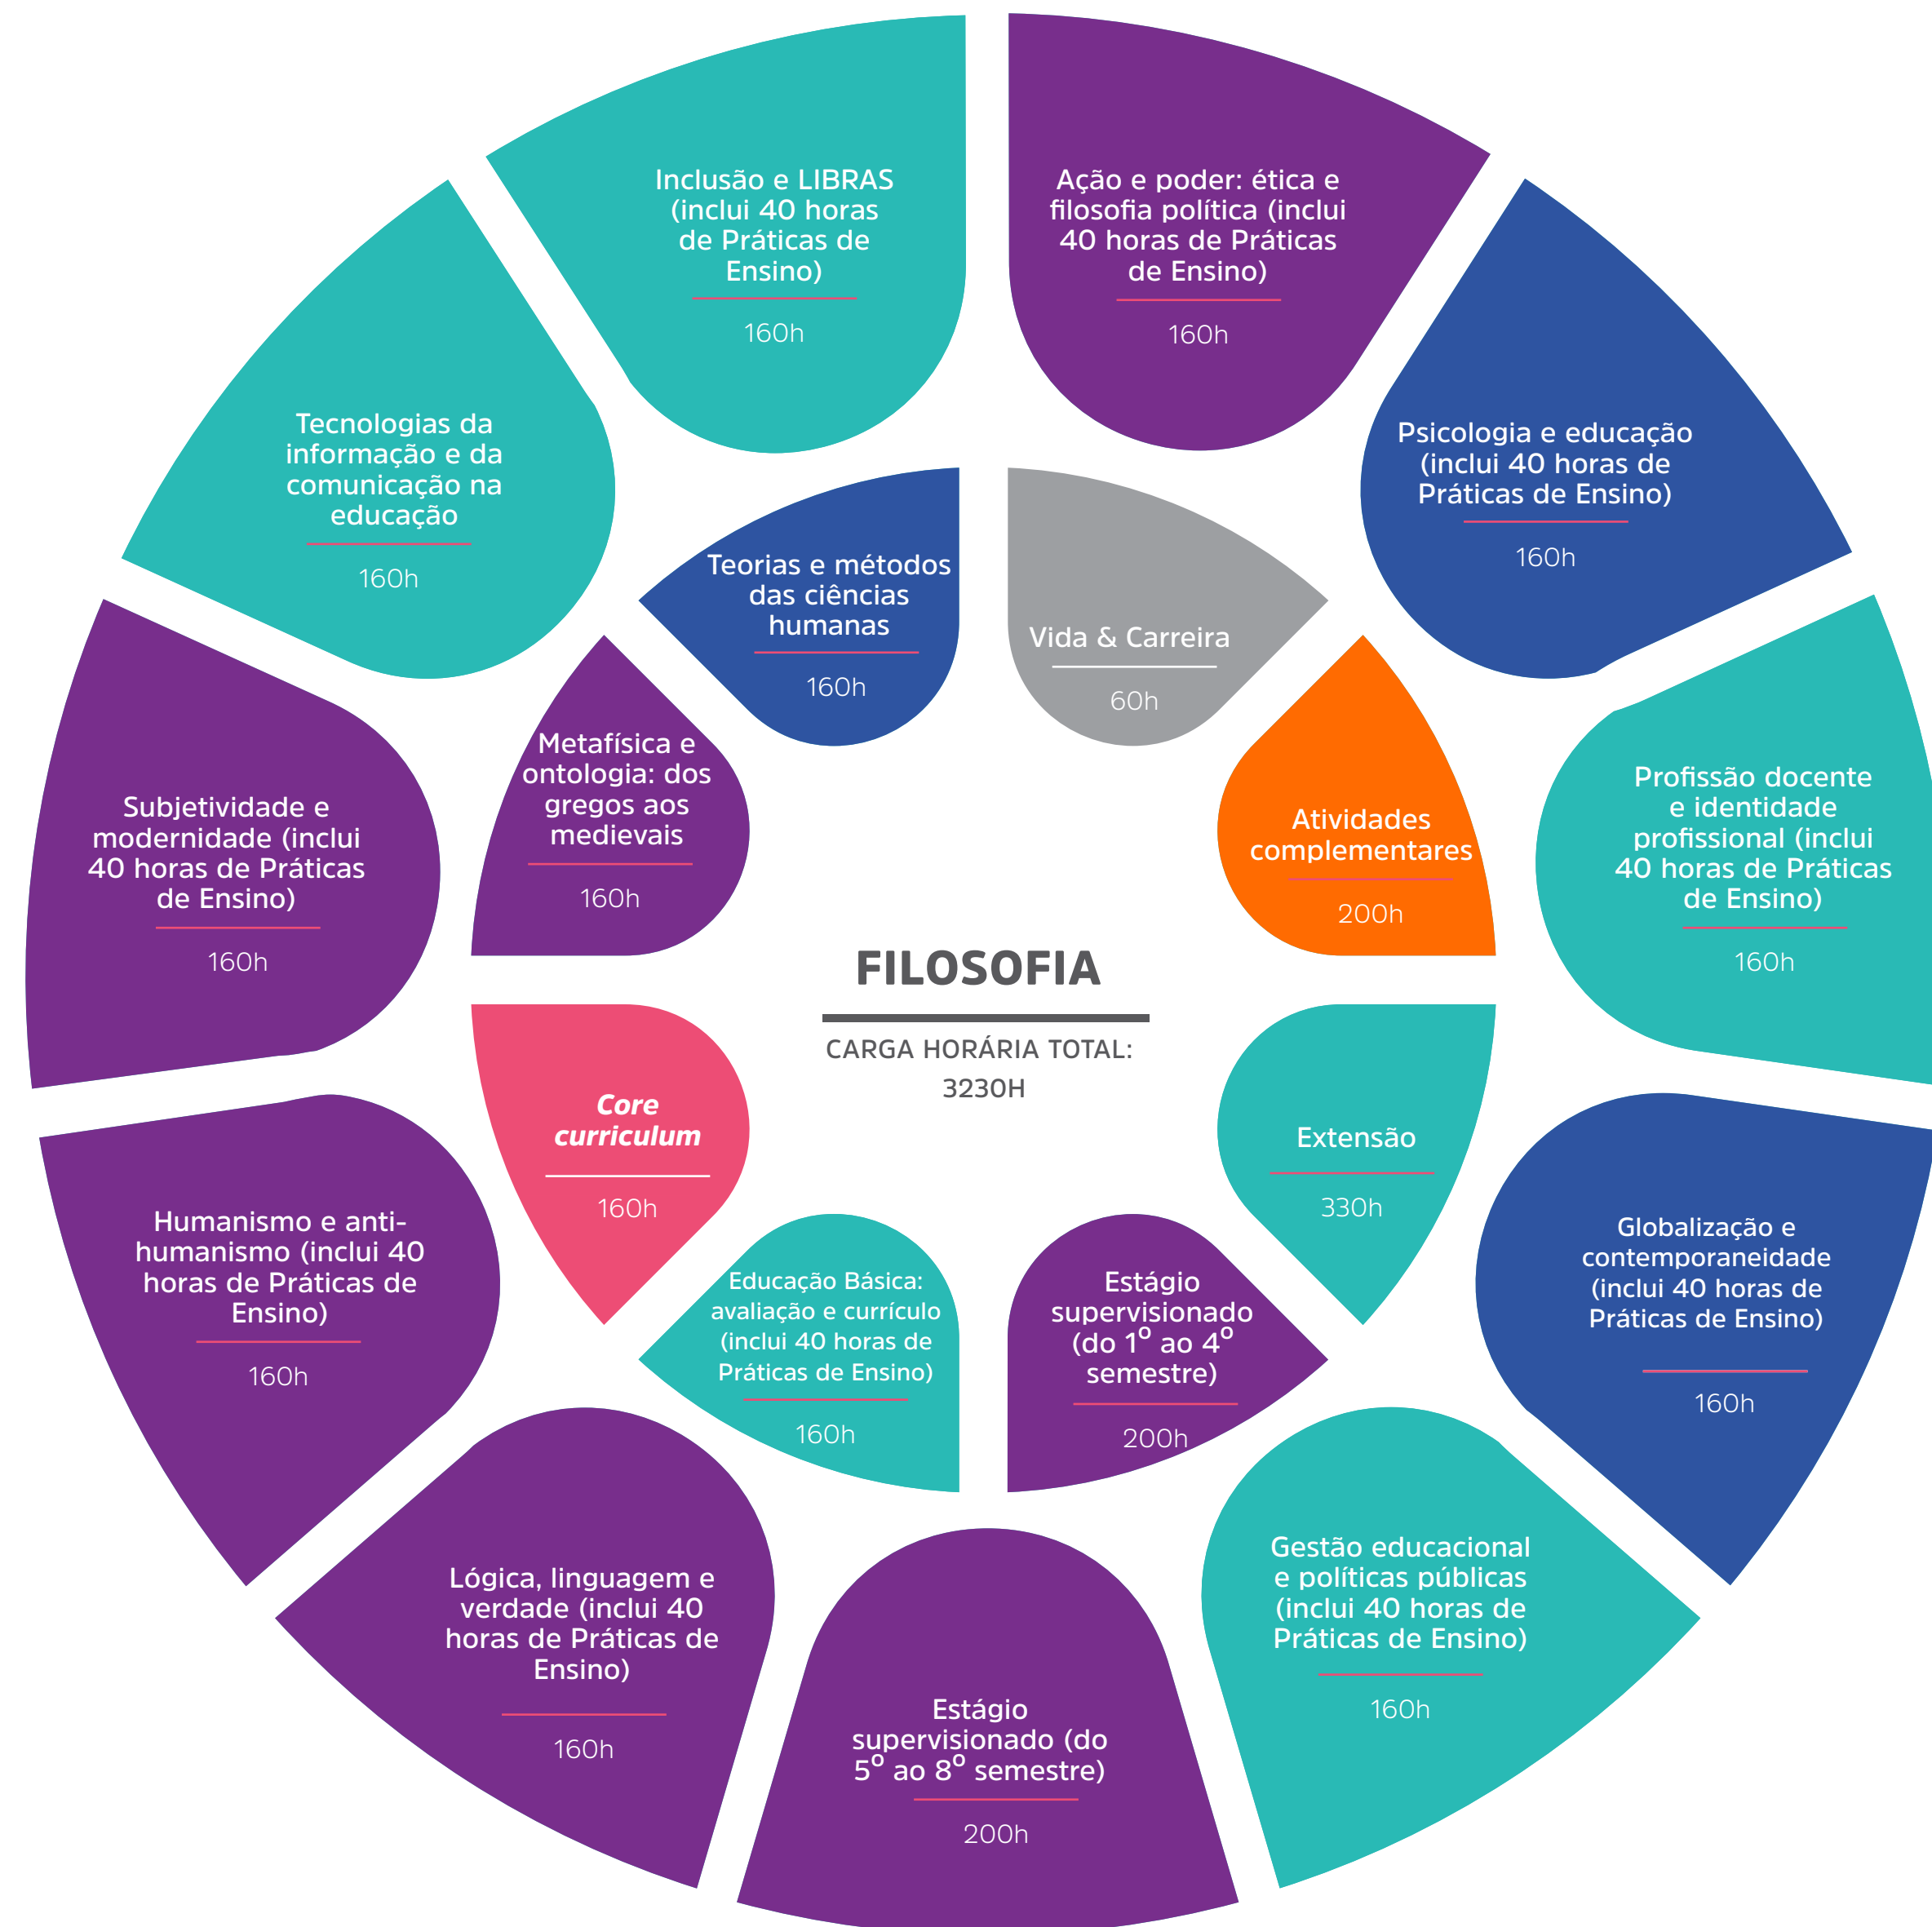 Inclusão e LIBRAS
(inclui 40 horas
de Práticas de
Ensino)
160h
Ação e poder: ética e
filosofia política (inclui
40 horas de Práticas
de Ensino)
160h
Psicologia e educação
(inclui 40 horas de
Práticas de Ensino)
160h
Profissão docente
e identidade
profissional (inclui
40 horas de Práticas
de Ensino)
160h
Globalização e
contemporaneidade
(inclui 40 horas de
Práticas de Ensino)
160h
Gestão educacional
e políticas públicas
(inclui 40 horas de
Práticas de Ensino)
160h
Estágio
supervisionado (do
5º ao 8º semestre)
200h
Lógica, linguagem e
verdade (inclui 40
horas de Práticas de
Ensino)
160h
Humanismo e anti-
humanismo (inclui 40
horas de Práticas de
Ensino)
160h
Subjetividade e
modernidade (inclui
40 horas de Práticas
de Ensino)
160h
Tecnologias da
informação e da
comunicação na
educação
160h
Teorias e métodos
das ciências
humanas
160h
Vida & Carreira
60h
Atividades
complementares
200h
Extensão
330h
Estágio
supervisionado
(do 1º ao 4º
semestre)
200h
Educação Básica:
avaliação e currículo
(inclui 40 horas de
Práticas de Ensino)
160h
Core
curriculum
160h
Metafísica e
ontologia: dos
gregos aos
medievais
160h
FILOSOFIA
CARGA HORÁRIA TOTAL:
3230H